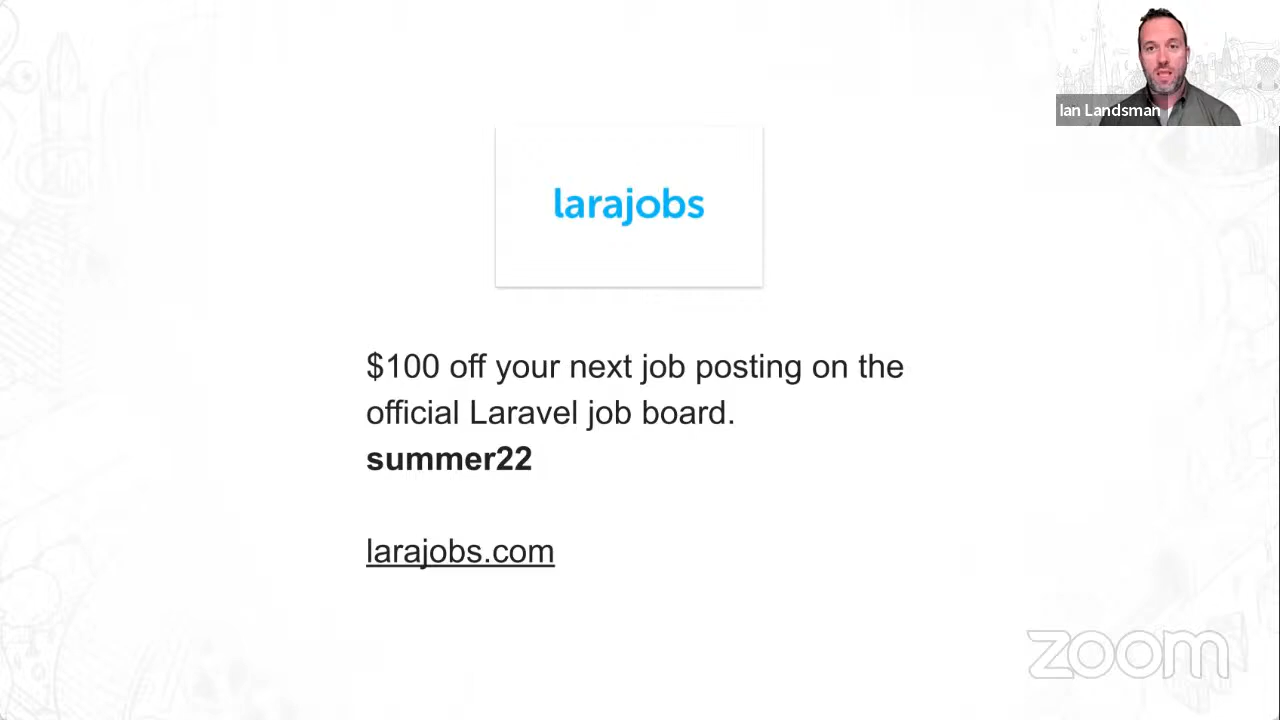 Ian Landsman
larajobs
$100 off your next job posting on the
official Laravel job board.
summer22
larajobs.com
zoom